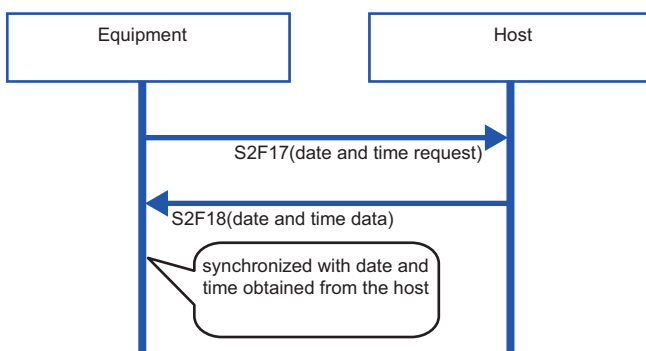 Equipment
Host
S2F17(date and time request)
S2F18(date and time data)
synchronized with date and
time obtained from the host